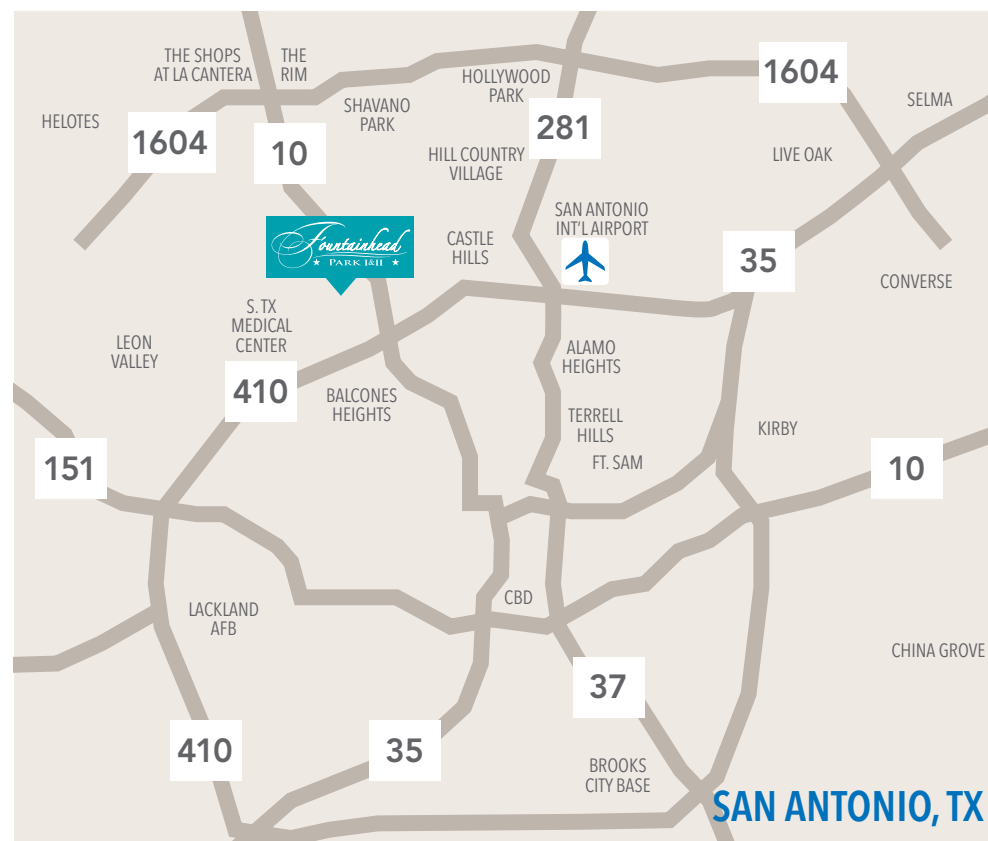 THE SHOPS
AT LA CANTERA
THE
RIM
HOLLYWOOD
PARK
1604
SELMA
HELOTES
SHAVANO
PARK
1604
10
281
HILL COUNTRY
VILLAGE
LIVE OAK
SAN ANTONIO
INT'L AIRPORT
Fountainhead
★ PARK I&II ★
CASTLE
HILLS
35
CONVERSE
S. TX
MEDICAL
CENTER
LEON
VALLEY
ALAMO
HEIGHTS
410
BALCONES
HEIGHTS
TERRELL
HILLS
KIRBY
FT. SAM
151
10
CBD
LACKLAND
AFB
CHINA GROVE
37
410
35
BROOKS
CITY BASE
SAN ANTONIO, TX